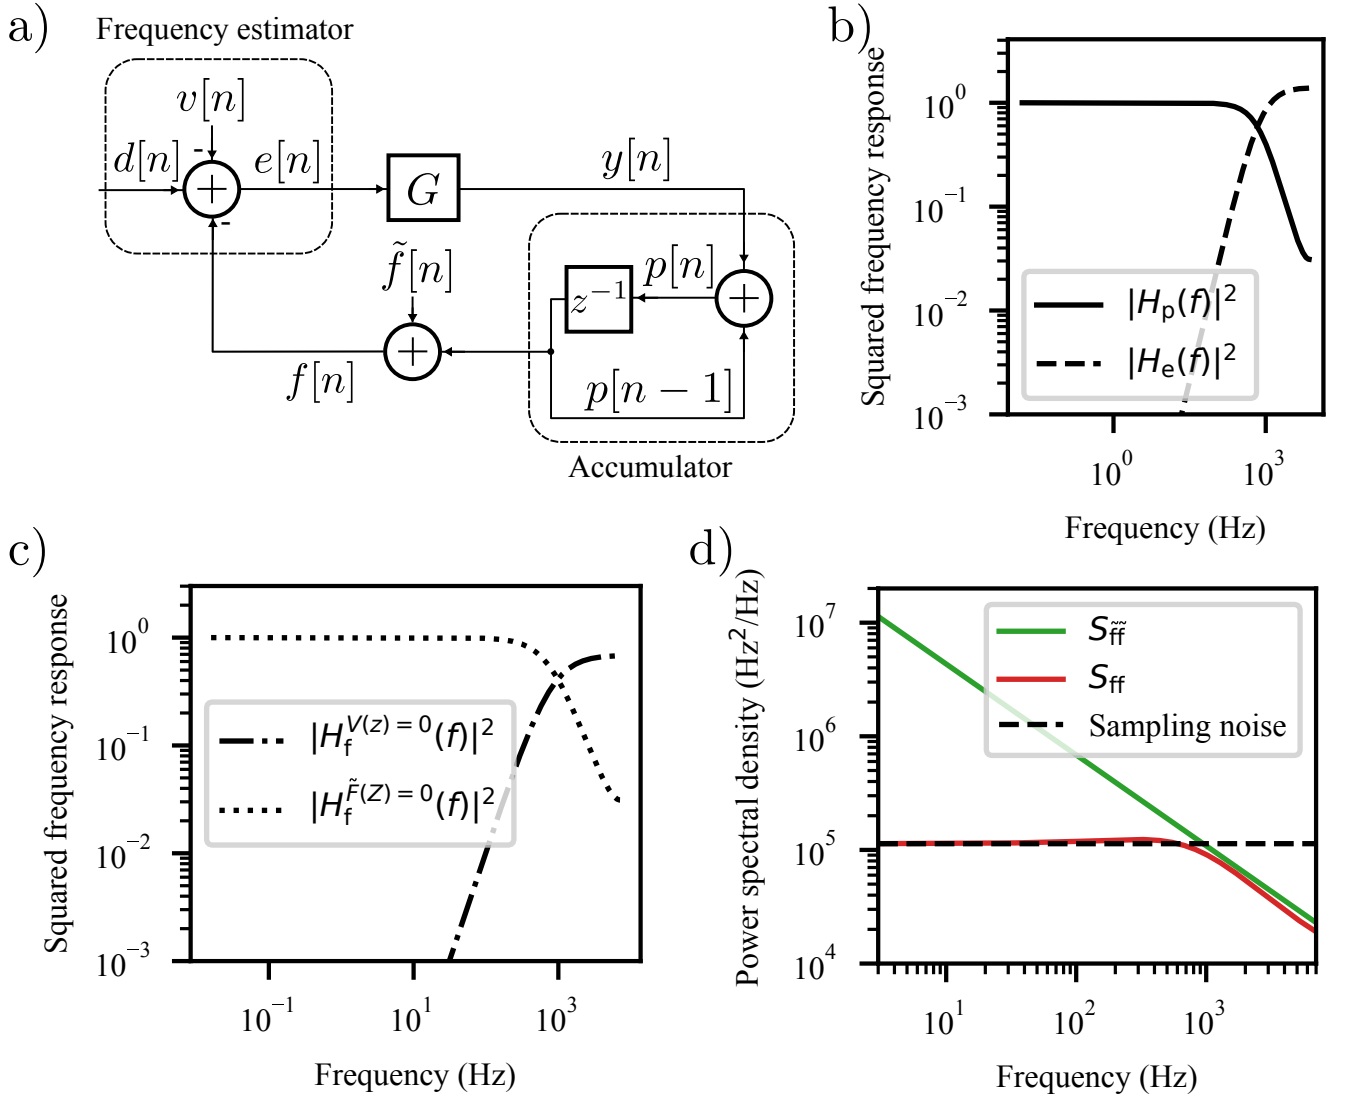 a)
Frequency estimator
v[n]
-
d[n]
+
e[n]
G
y[n]
-
f̃[n]
z⁻¹
p[n]
+
+
f[n]
p[n − 1]
Accumulator
b)
Squared frequency response
10⁰
10⁻¹
10⁻²
10⁻³
|Hₚ(f)|²
|Hₑ(f)|²
10⁰
10³
Frequency (Hz)
c)
Squared frequency response
10⁰
10⁻¹
10⁻²
10⁻³
|H_f^{V(z) = 0}(f)|²
|H_f^{F̃(Z) = 0}(f)|²
10⁻¹
10¹
10³
Frequency (Hz)
d)
Power spectral density (Hz²/Hz)
10⁷
10⁶
10⁵
10⁴
S_{f̃f̃}
S_{ff}
Sampling noise
10¹
10²
10³
Frequency (Hz)